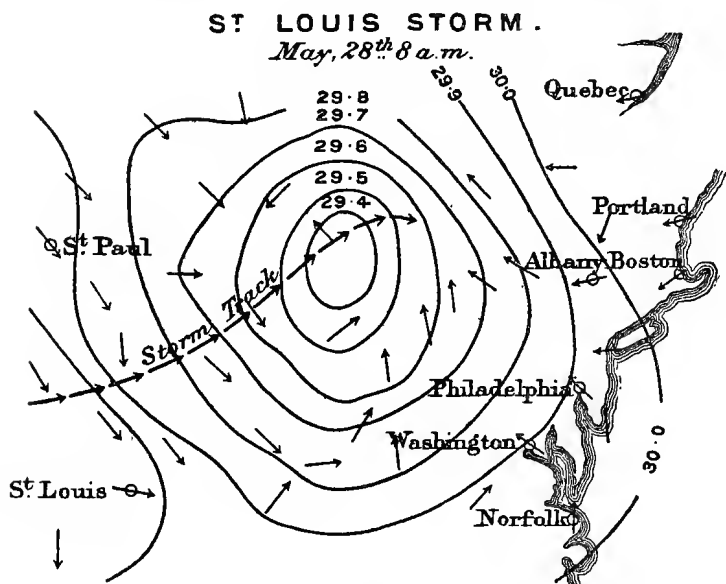 ST LOUIS STORM.
May, 28th 8 a.m.
29.9
30.0
Quebec
29.8
29.7
29.6
29.5
29.4
Portland
St. Paul
Albany Boston
Storm Track
Philadelphia
Washington
30.0
St. Louis
Norfolk